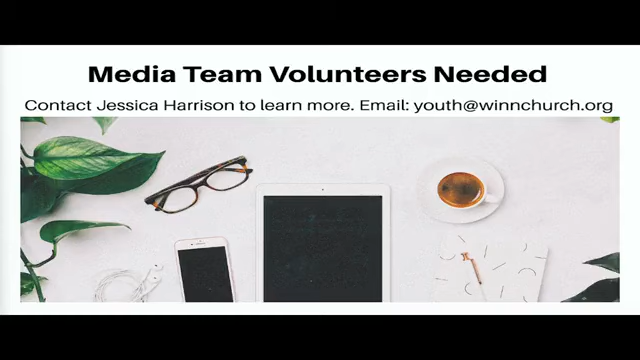 Media Team Volunteers Needed
Contact Jessica Harrison to learn more. Email: youth@winnchurch.org